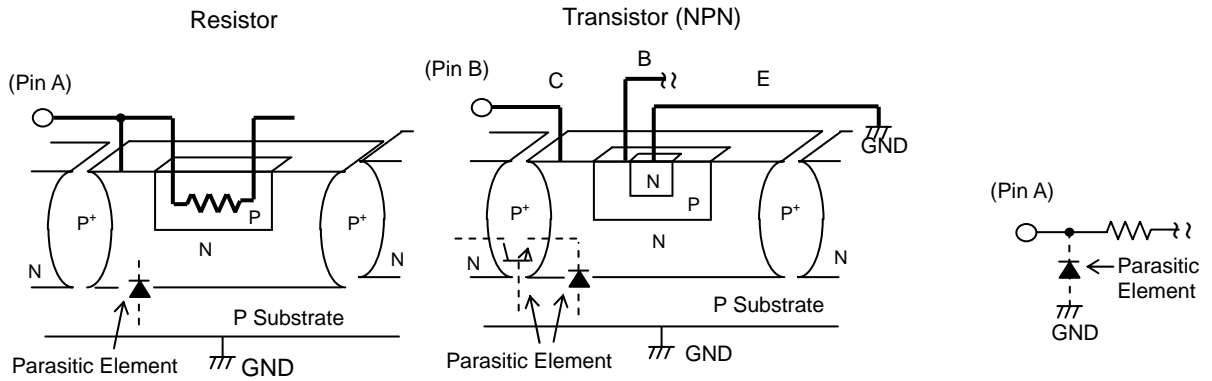 Resistor
(Pin A)
P+
P
N
P+
N
N
P Substrate
Parasitic Element
GND
Transistor (NPN)
(Pin B)
C
B
E
GND
P+
N
P
N
P+
N
N
P Substrate
Parasitic Element
GND
(Pin A)
Parasitic
Element
GND